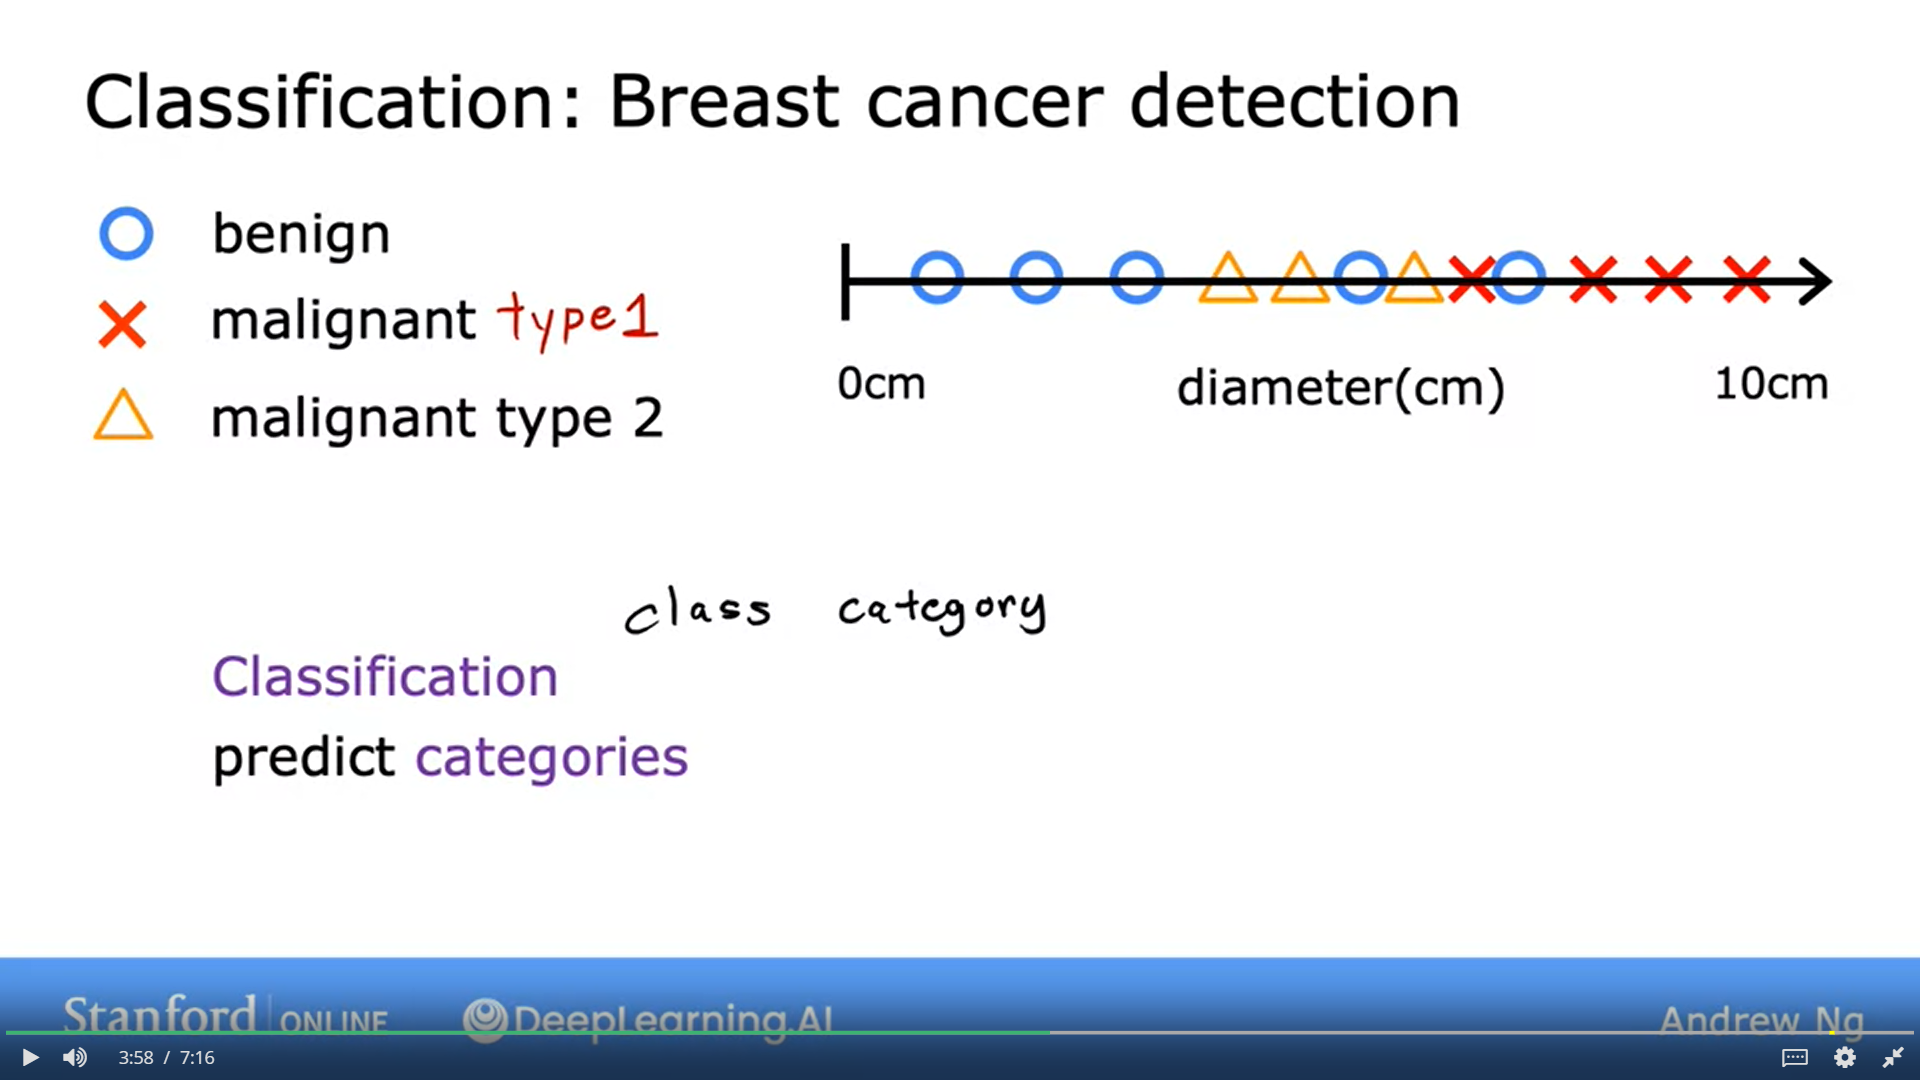 Classification: Breast cancer detection
benign
malignant type1
malignant type 2
0cm diameter(cm) 10cm
class category
Classification
predict categories
Stanford ONLINE DeepLearning.AI Andrew Ng
3:58 / 7:16